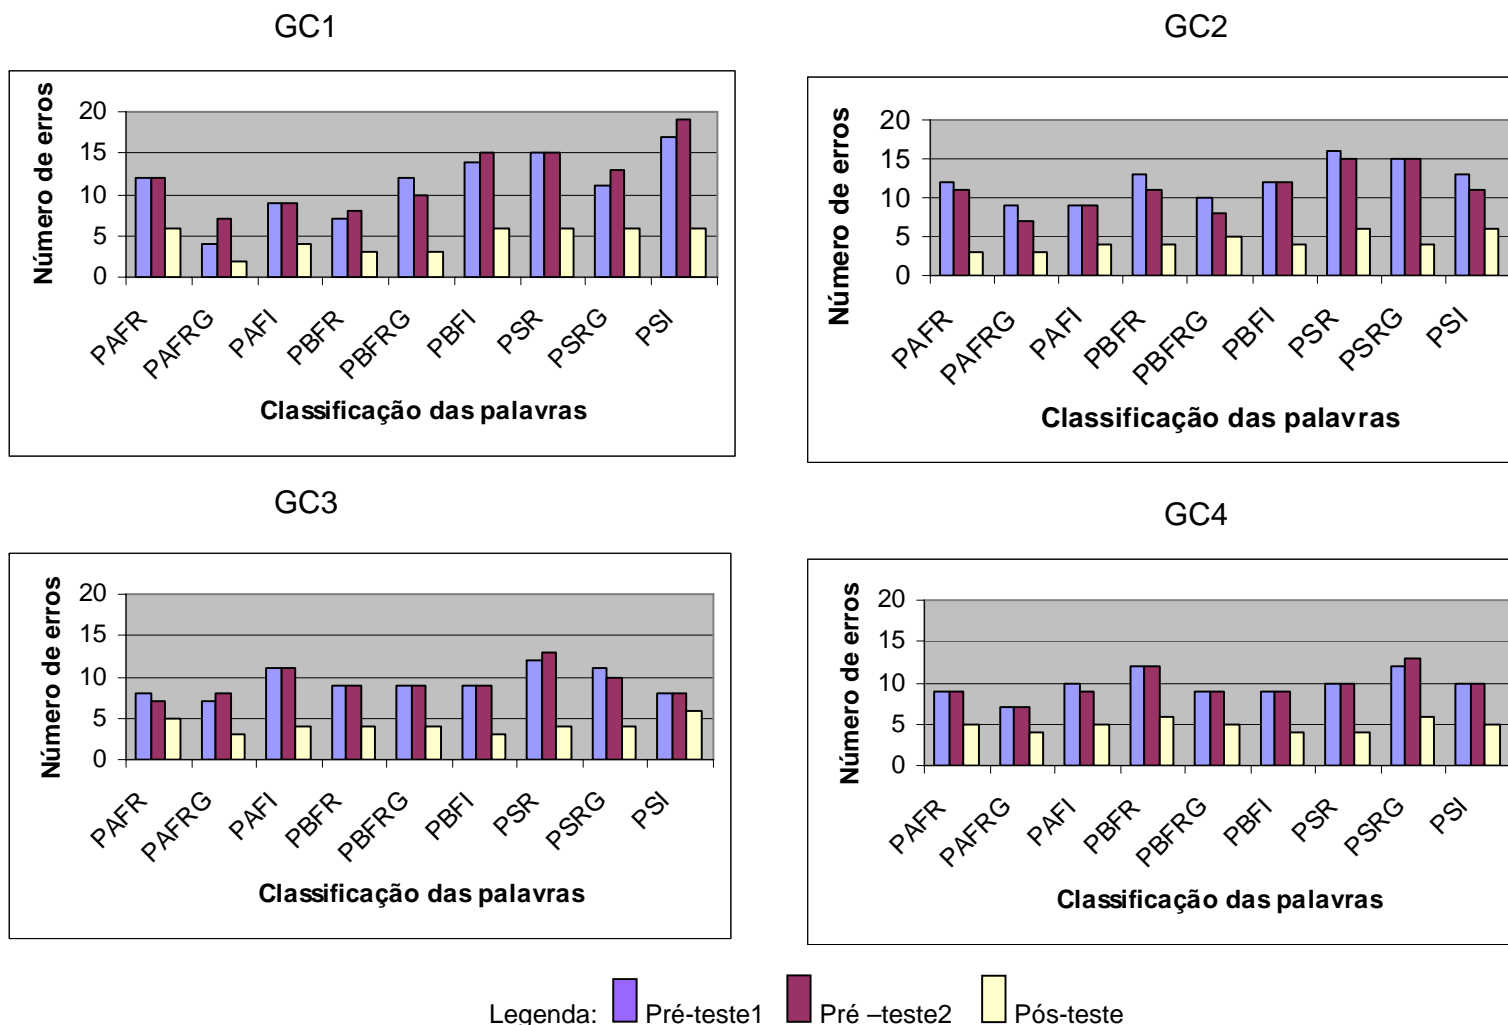 GC1
GC2
Número de erros
20
15
10
5
0
PAFR
PAFRG
PAFI
PBFR
PBFRG
PBFI
PSR
PSRG
PSI
Classificação das palavras
Número de erros
20
15
10
5
0
PAFR
PAFRG
PAFI
PBFR
PBFRG
PBFI
PSR
PSRG
PSI
Classificação das palavras
GC3
GC4
Número de erros
20
15
10
5
0
PAFR
PAFRG
PAFI
PBFR
PBFRG
PBFI
PSR
PSRG
PSI
Classificação das palavras
Número de erros
20
15
10
5
0
PAFR
PAFRG
PAFI
PBFR
PBFRG
PBFI
PSR
PSRG
PSI
Classificação das palavras
Legenda: Pré-teste1 Pré –teste2 Pós-teste